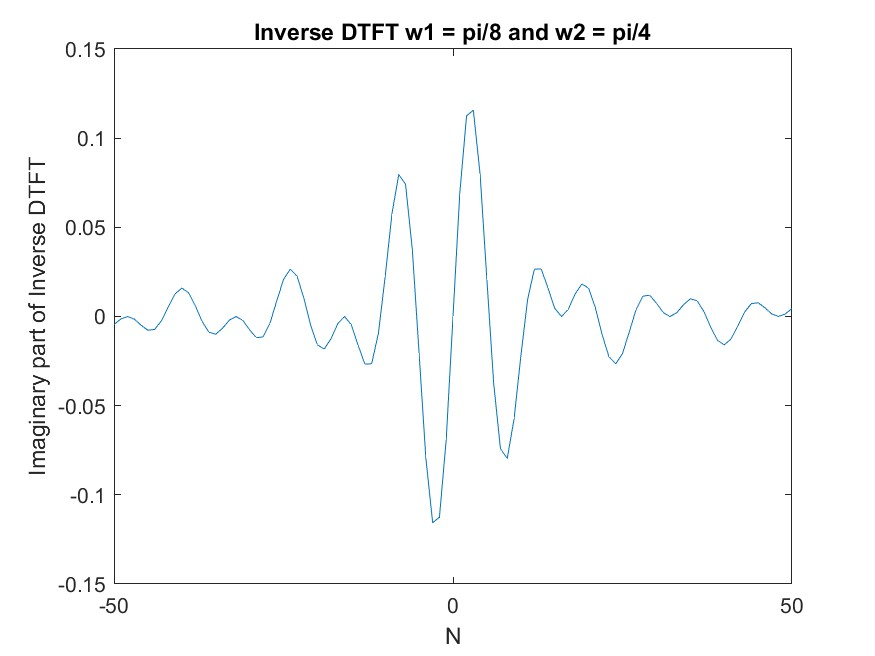 Inverse DTFT w1 = pi/8 and w2 = pi/4
0.15
0.1
0.05
0
-0.05
-0.1
-0.15
Imaginary part of Inverse DTFT
-50 0 50
N